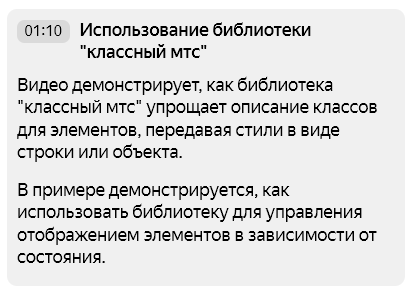 01:10 Использование библиотеки
"классный мтс"
Видео демонстрирует, как библиотека
"классный мтс" упрощает описание классов
для элементов, передавая стили в виде
строки или объекта.
В примере демонстрируется, как
использовать библиотеку для управления
отображением элементов в зависимости от
состояния.